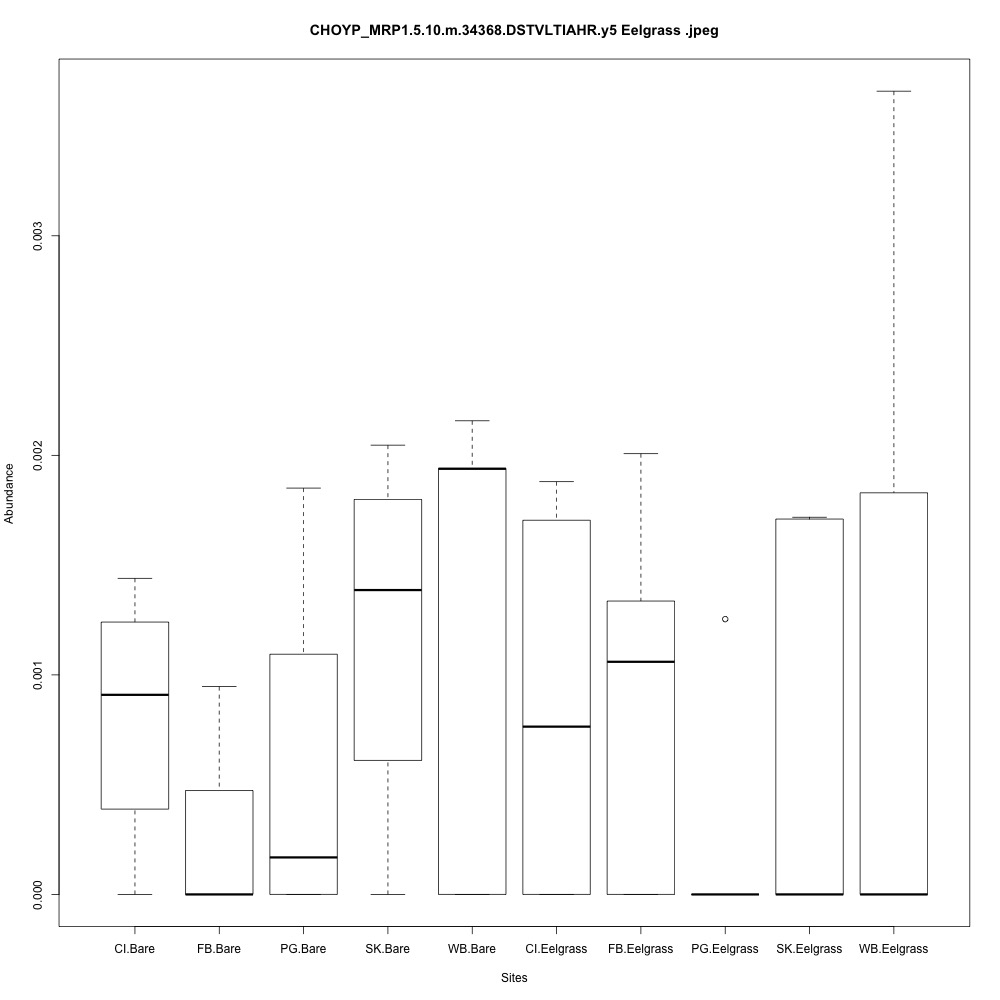 CHOYP_MRP1.5.10.m.34368.DSTVLTIAHR.y5 Eelgrass .jpeg
Abundance
0.003
0.002
0.001
0.000
CI.Bare FB.Bare PG.Bare SK.Bare WB.Bare CI.Eelgrass FB.Eelgrass PG.Eelgrass SK.Eelgrass WB.Eelgrass
Sites